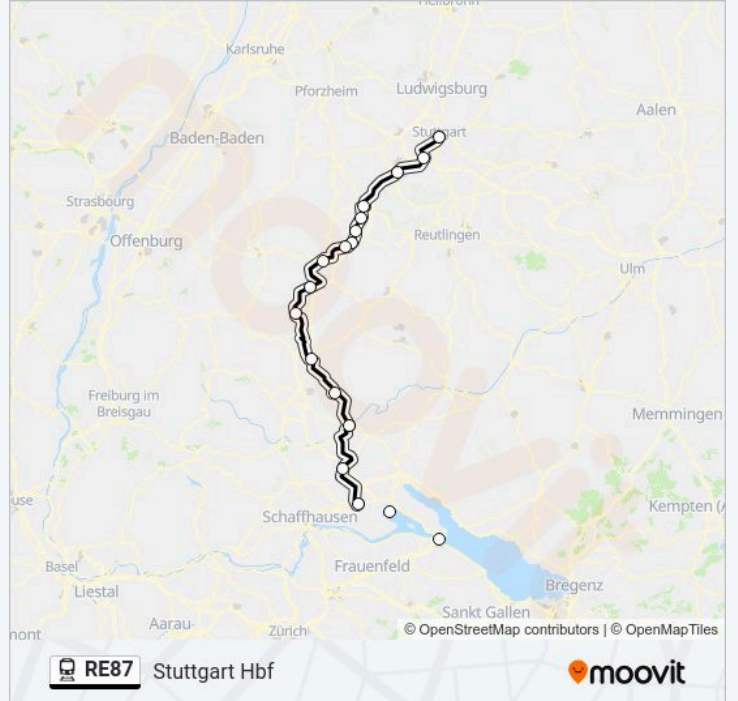 Heilbronn
Karlsruhe
Pforzheim
Ludwigsburg
Aalen
Baden-Baden
Stuttgart
Strasbourg
Offenburg
Reutlingen
Ulm
Freiburg im
Breisgau
Memmingen
Schaffhausen
Kempten (A
Basel
Liestal
Frauenfeld
Bregenz
Aarau
Zürich
Sankt Gallen
© OpenStreetMap contributors | © OpenMapTiles
RE87 Stuttgart Hbf
moovit